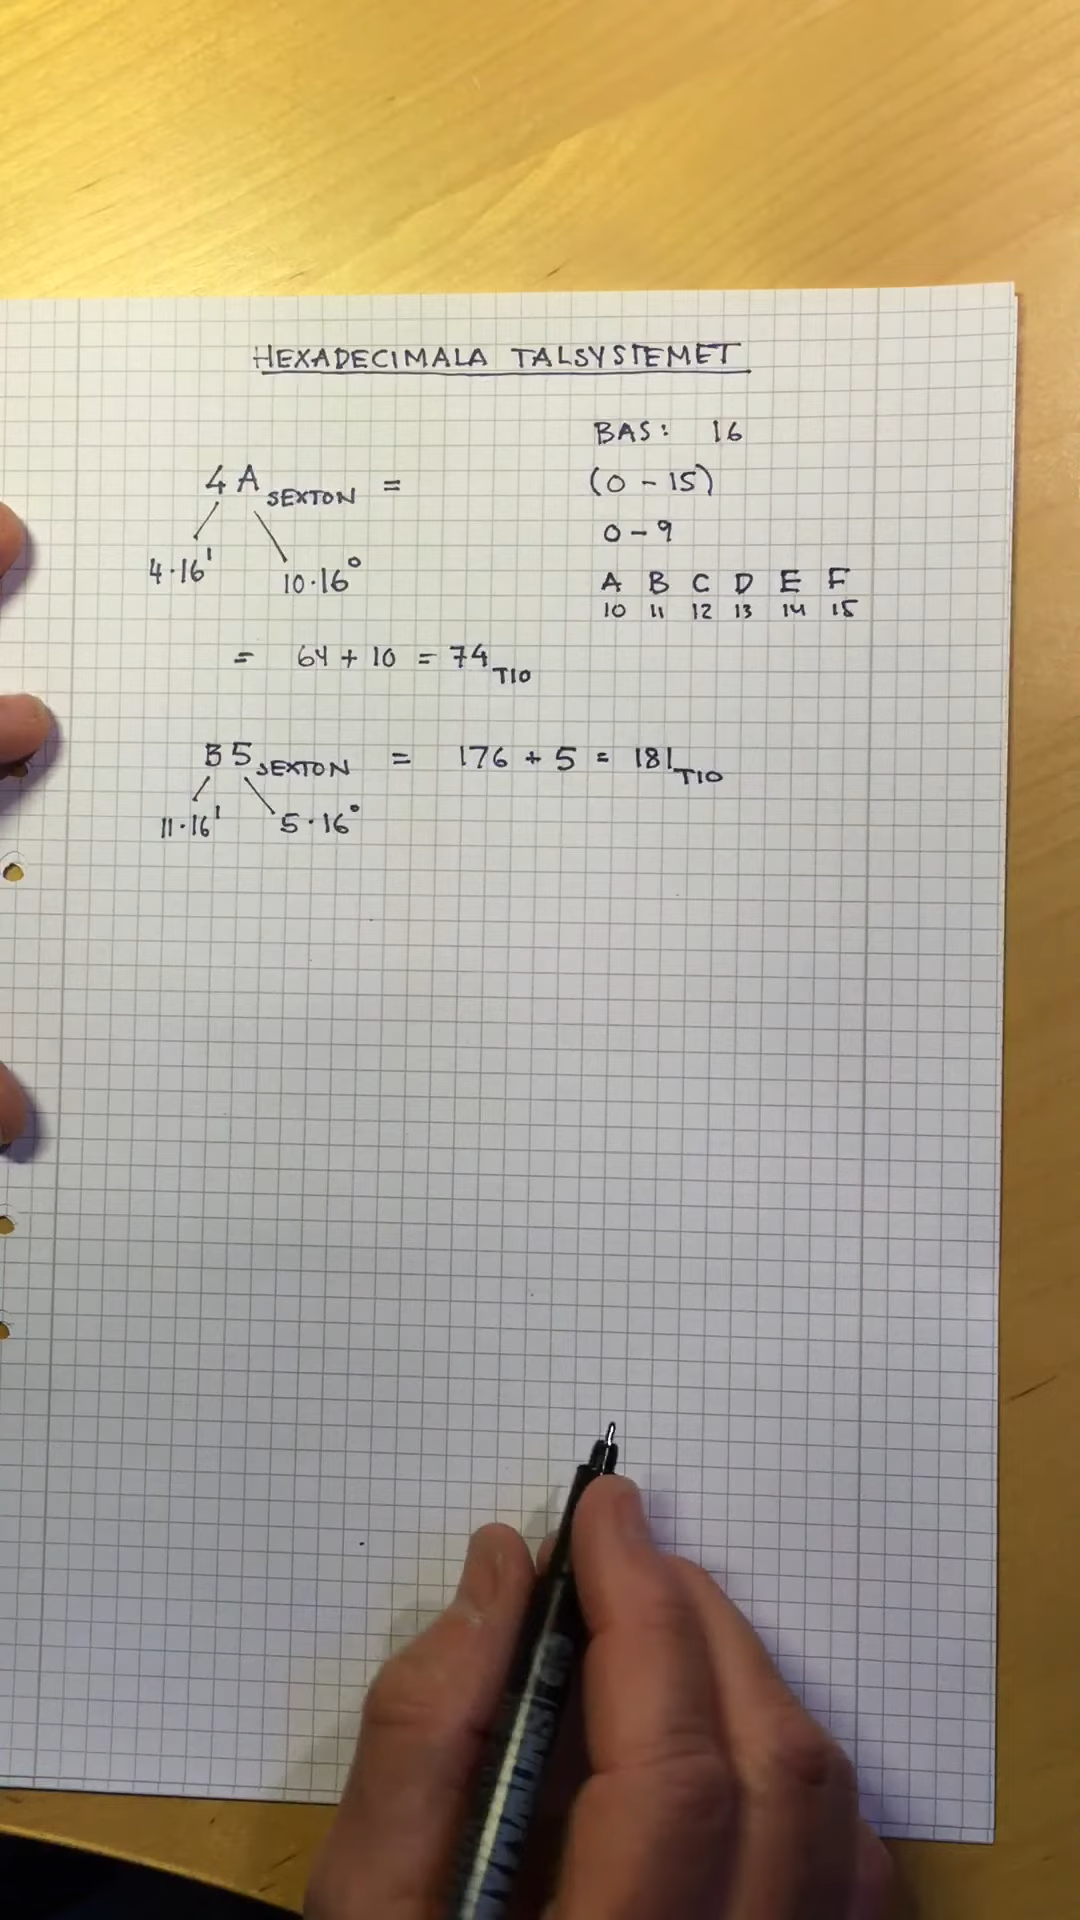 HEXADECIMALA TALSYSTEMET
BAS: 16
(0 - 15)
0 - 9
A B C D E F
10 11 12 13 14 15
4A SEXTON =
4·16¹ 10·16⁰
= 64 + 10 = 74 TIO
B5 SEXTON = 176 + 5 = 181 TIO
11·16¹ 5·16⁰